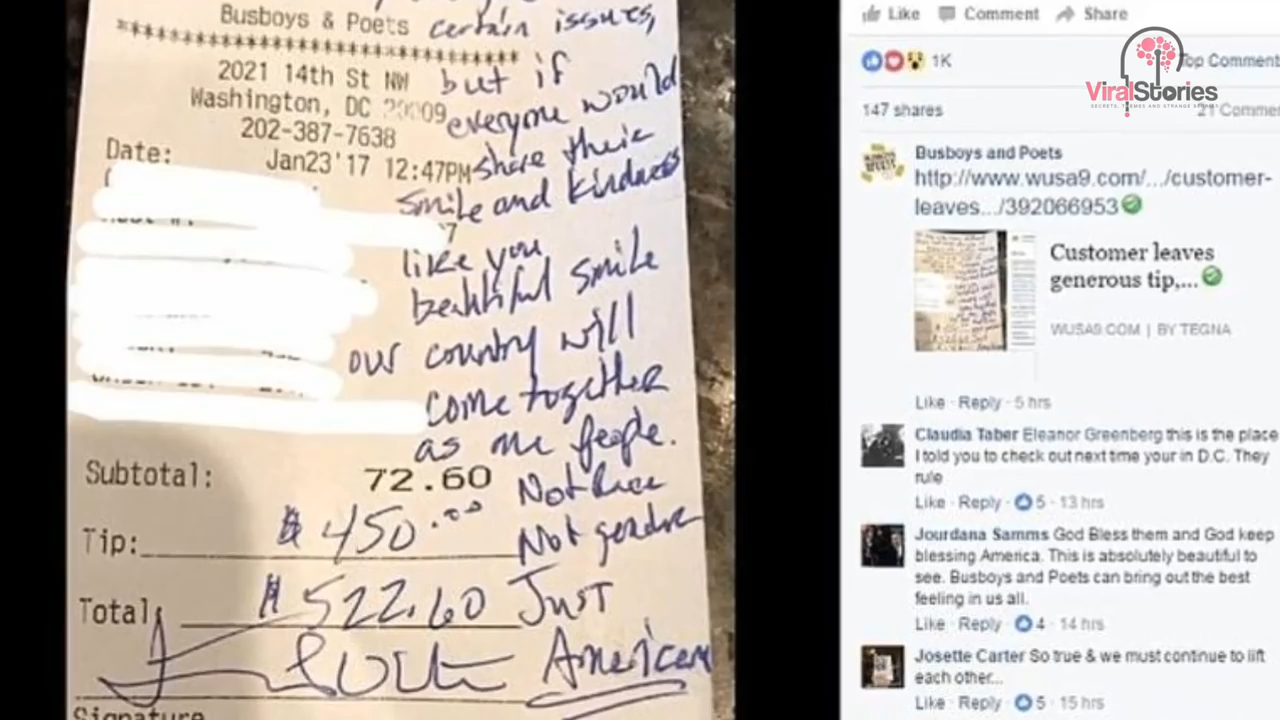 certain issues,
Busboys & Poets
*****************************
2021 14th St NW
but if
Washington, DC 20009
everyone would
202-387-7638
share their
Date:
Jan23'17 12:47PM
smile and kindness
7
like you
beautiful smile
our country will
come together
as one people.
Subtotal:
72.60
Not Race
Tip:
$450.00
Not gender
Total
$522.60
Just
American
Signature
Like Comment Share
1K
Top Comment
147 shares
21 Commen
ViralStories
Busboys and Poets
http://www.wusa9.com/.../customer-
leaves.../392066953
Customer leaves
generous tip,...
WUSA9.COM | BY TEGNA
Like · Reply · 5 hrs
Claudia Taber Eleanor Greenberg this is the place
I told you to check out next time your in D.C. They
rule
Like · Reply · 5 · 13 hrs
Jourdana Samms God Bless them and God keep
blessing America. This is absolutely beautiful to
see. Busboys and Poets can bring out the best
feeling in us all.
Like · Reply · 4 · 14 hrs
Josette Carter So true & we must continue to lift
each other...
Like · Reply · 5 · 15 hrs